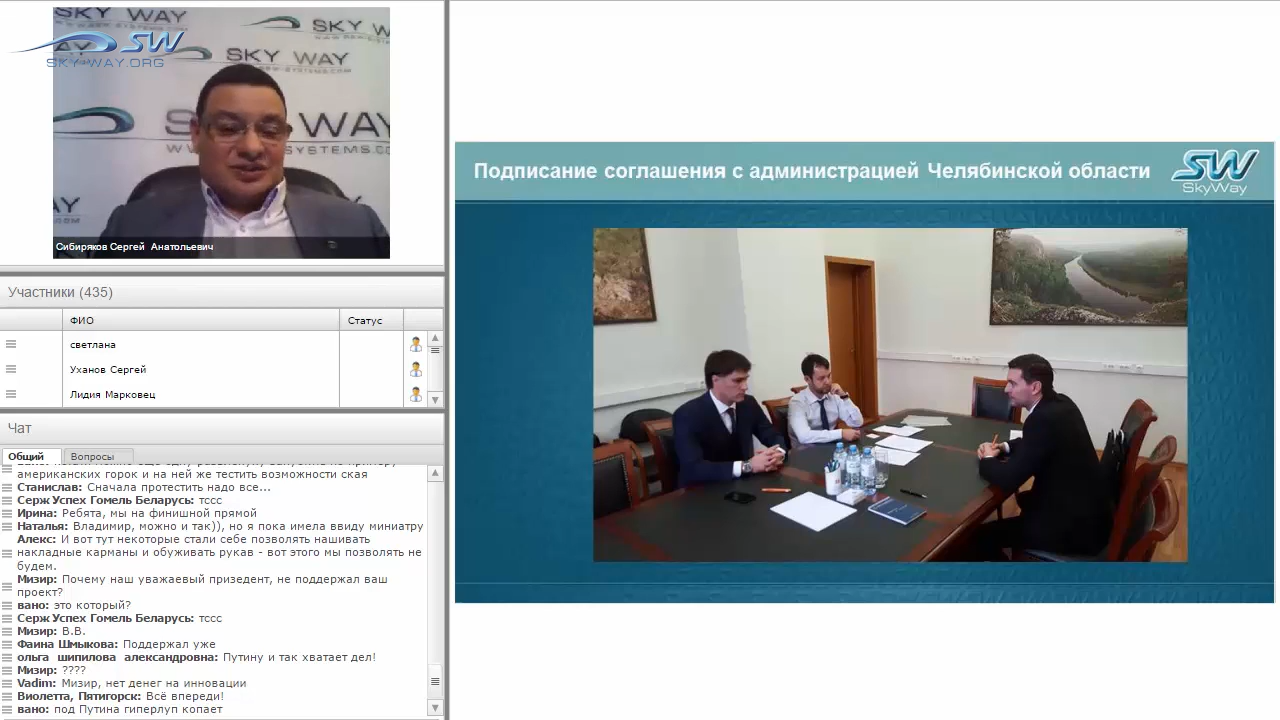 SKY WAY
SW
SKY-WAY.ORG
SKY WAY
SKY WAY
SKY WAY
SYSTEMS.COM
Сибиряков Сергей Анатольевич
Участники (435)
ФИО
Статус
светлана
Уханов Сергей
Лидия Марковец
Чат
Общий
Вопросы
американских горок и на ней же тестить возможности ская
Станислав: Сначала протестить надо все...
Серж Успех Гомель Беларусь: тссс
Ирина: Ребята, мы на финишной прямой
Наталья: Владимир, можно и так)), но я пока имела ввиду миниатру
Алекс: И вот тут некоторые стали себе позволять нашивать
накладные карманы и обуживать рукав - вот этого мы позволять не
будем.
Мизир: Почему наш уважаевый призедент, не поддержал ваш
проект?
вано: это который?
Серж Успех Гомель Беларусь: тссс
Мизир: В.В.
Фаина Шмыкова: Поддержал уже
ольга шипилова александровна: Путину и так хватает дел!
Мизир: ????
Vadim: Мизир, нет денег на инновации
Виолетта, Пятигорск: Всё впереди!
вано: под Путина гиперлуп копает
Подписание соглашения с администрацией Челябинской области
SW
SkyWay